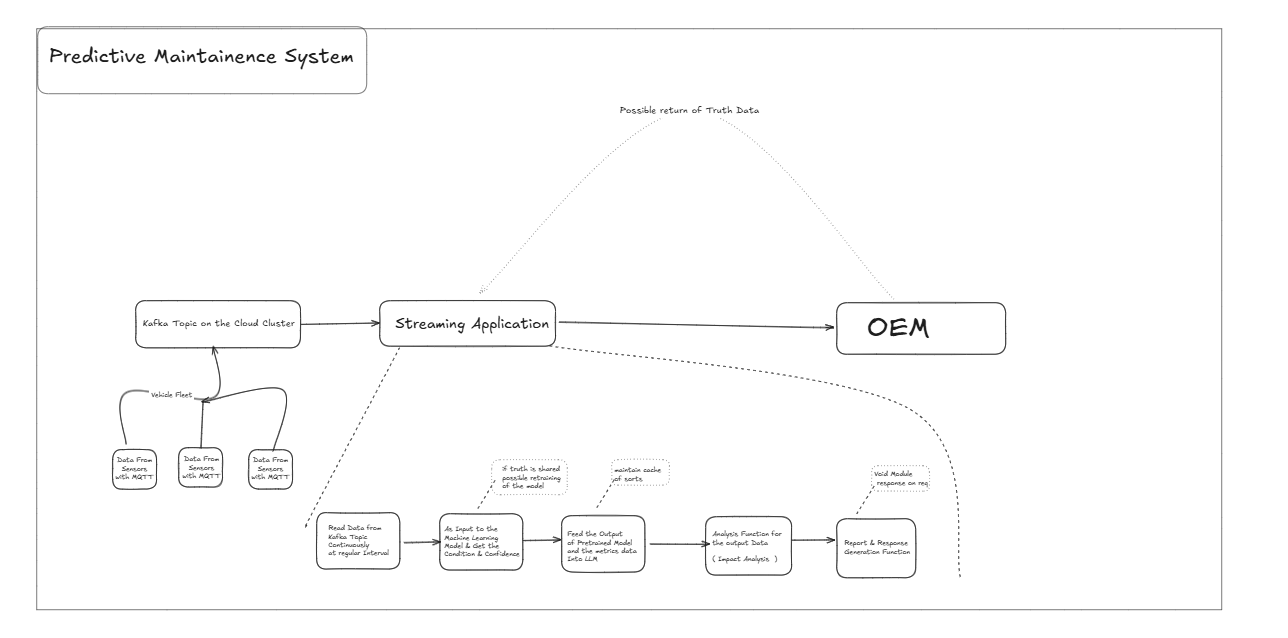 Predictive Maintainence System
Possible return of Truth Data
Kafka Topic on the Cloud Cluster
Streaming Application
OEM
Vehicle Fleet
Data From
Sensors
with MQTT
Data From
Sensors
with MQTT
Data From
Sensors
with MQTT
if truth is shared
possible retraining
of the model
maintain cache
of sorts
Void Module
response on req
Read Data from
Kafka Topic
Continuously
at regular Interval
As Input to the
Machine Learning
Model & Get the
Condition & Confidence
Feed the Output
of Pretrained Model
and the metrics data
Into LLM
Analysis Function for
the output Data
( Impact Analysis )
Report & Response
Generation Function